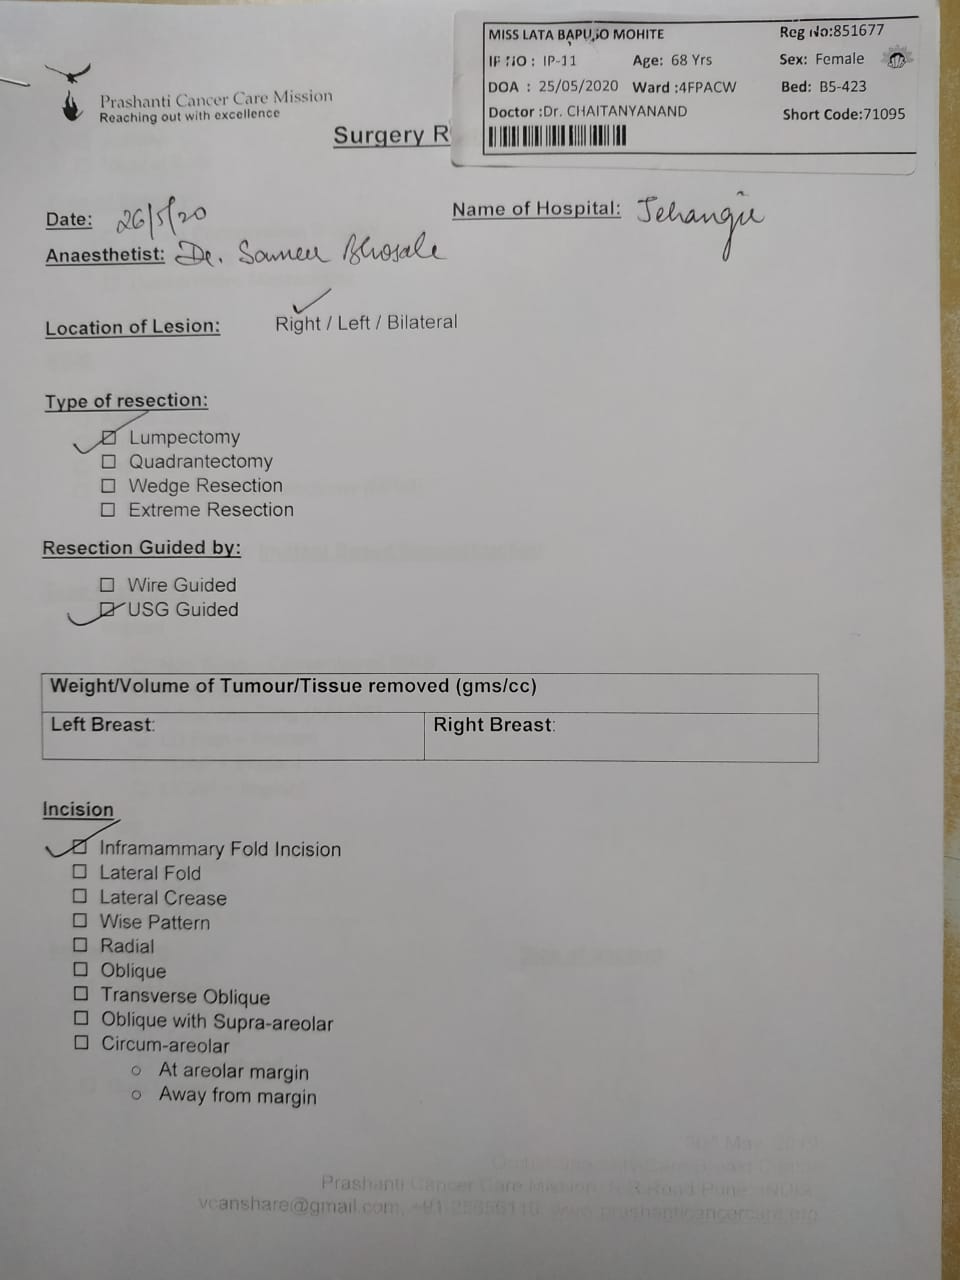 MISS LATA BAPUSO MOHITE Reg No:851677
IP NO : IP-11 Age: 68 Yrs Sex: Female
DOA : 25/05/2020 Ward :4FPACW Bed: B5-423
Doctor :Dr. CHAITANYANAND Short Code:71095
Prashanti Cancer Care Mission
Reaching out with excellence
Surgery R
Date: 26/5/20 Name of Hospital: Jehangir
Anaesthetist: Dr. Sameer Bhosale
Location of Lesion: Right / Left / Bilateral
Type of resection:
Lumpectomy
Quadrantectomy
Wedge Resection
Extreme Resection
Resection Guided by:
Wire Guided
USG Guided
Weight/Volume of Tumour/Tissue removed (gms/cc)
Left Breast: Right Breast:
Incision
Inframammary Fold Incision
Lateral Fold
Lateral Crease
Wise Pattern
Radial
Oblique
Transverse Oblique
Oblique with Supra-areolar
Circum-areolar
At areolar margin
Away from margin
Prashanti Cancer Care Mission
vcanshare@gmail.com, www.prashanticancercare.org